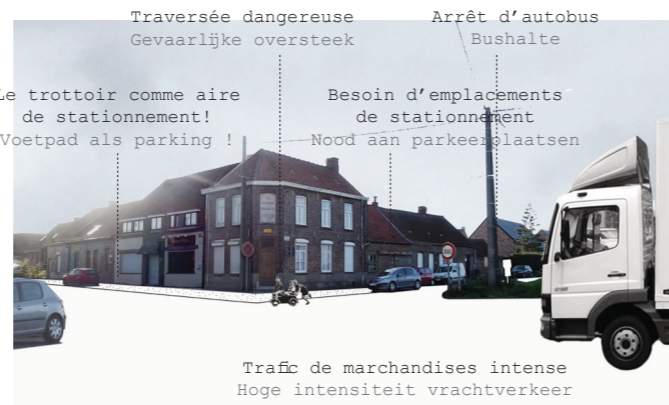 Traversée dangereuse
Gevaarlijke oversteek
Arrêt d'autobus
Bushalte
Le trottoir comme aire
de stationnement!
Voetpad als parking !
Besoin d'emplacements
de stationnement
Nood aan parkeerplaatsen
Trafic de marchandises intense
Hoge intensiteit vrachtverkeer